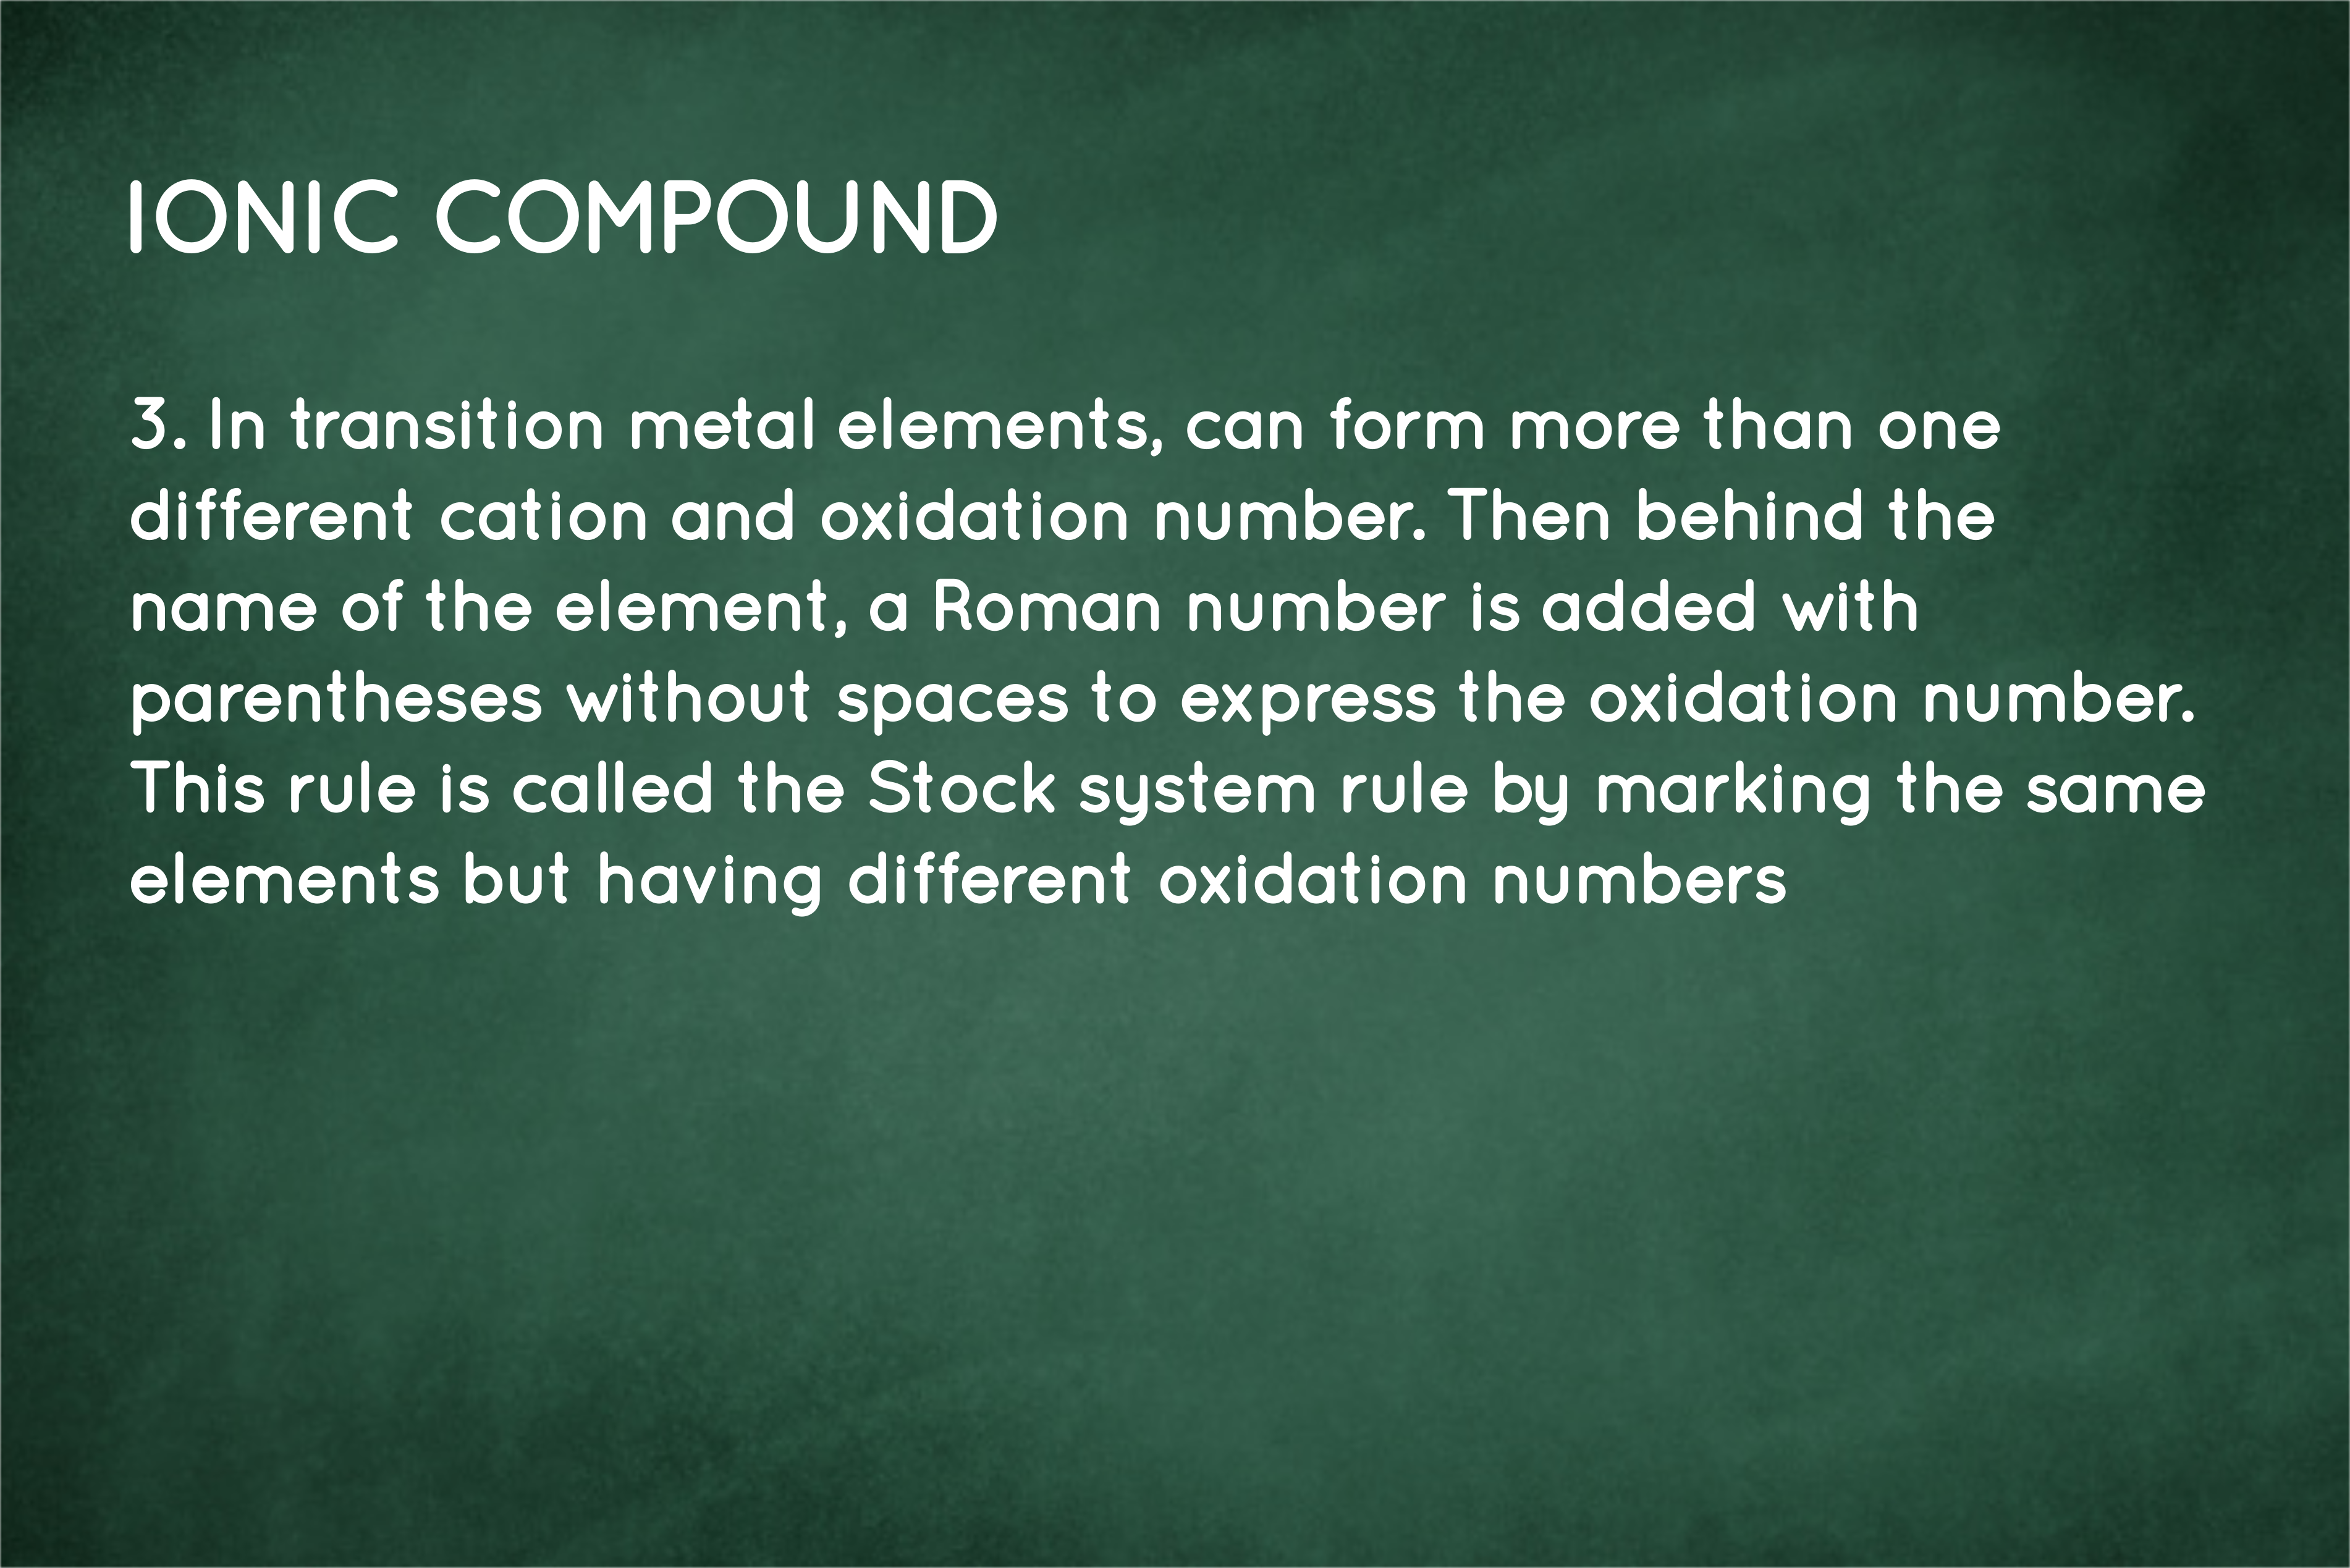 IONIC COMPOUND
3. In transition metal elements, can form more than one
different cation and oxidation number. Then behind the
name of the element, a Roman number is added with
parentheses without spaces to express the oxidation number.
This rule is called the Stock system rule by marking the same
elements but having different oxidation numbers